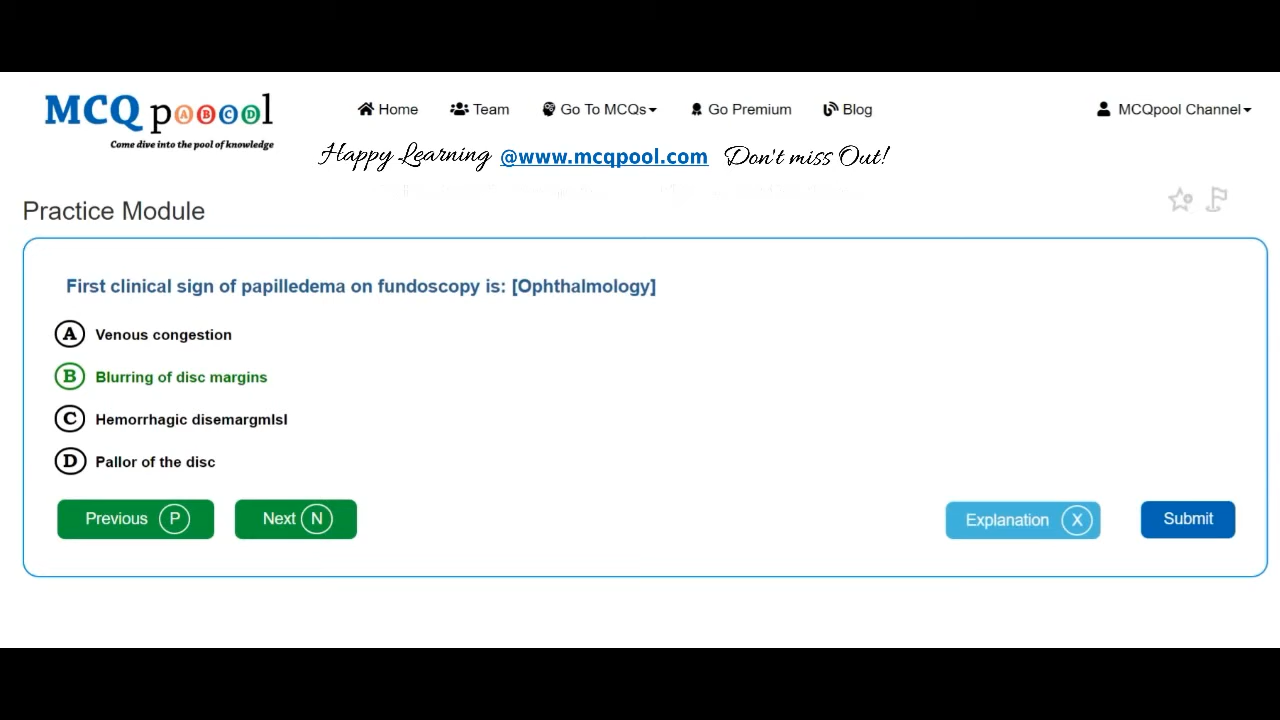 MCQ pABCDl
Come dive into the pool of knowledge
Home Team Go To MCQs Go Premium Blog MCQpool Channel
Happy Learning @www.mcqpool.com Don't miss Out!
Practice Module
First clinical sign of papilledema on fundoscopy is: [Ophthalmology]
A Venous congestion
B Blurring of disc margins
C Hemorrhagic disemargmlsl
D Pallor of the disc
Previous P Next N Explanation X Submit